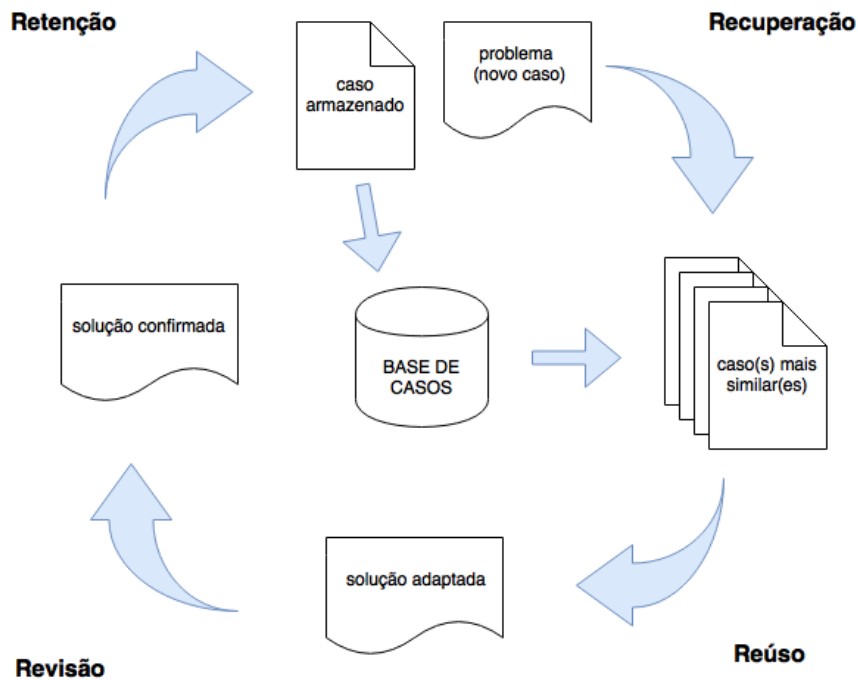 Retenção
Recuperação
problema
(novo caso)
caso
armazenado
solução confirmada
BASE DE
CASOS
caso(s) mais
similar(es)
solução adaptada
Revisão
Reúso